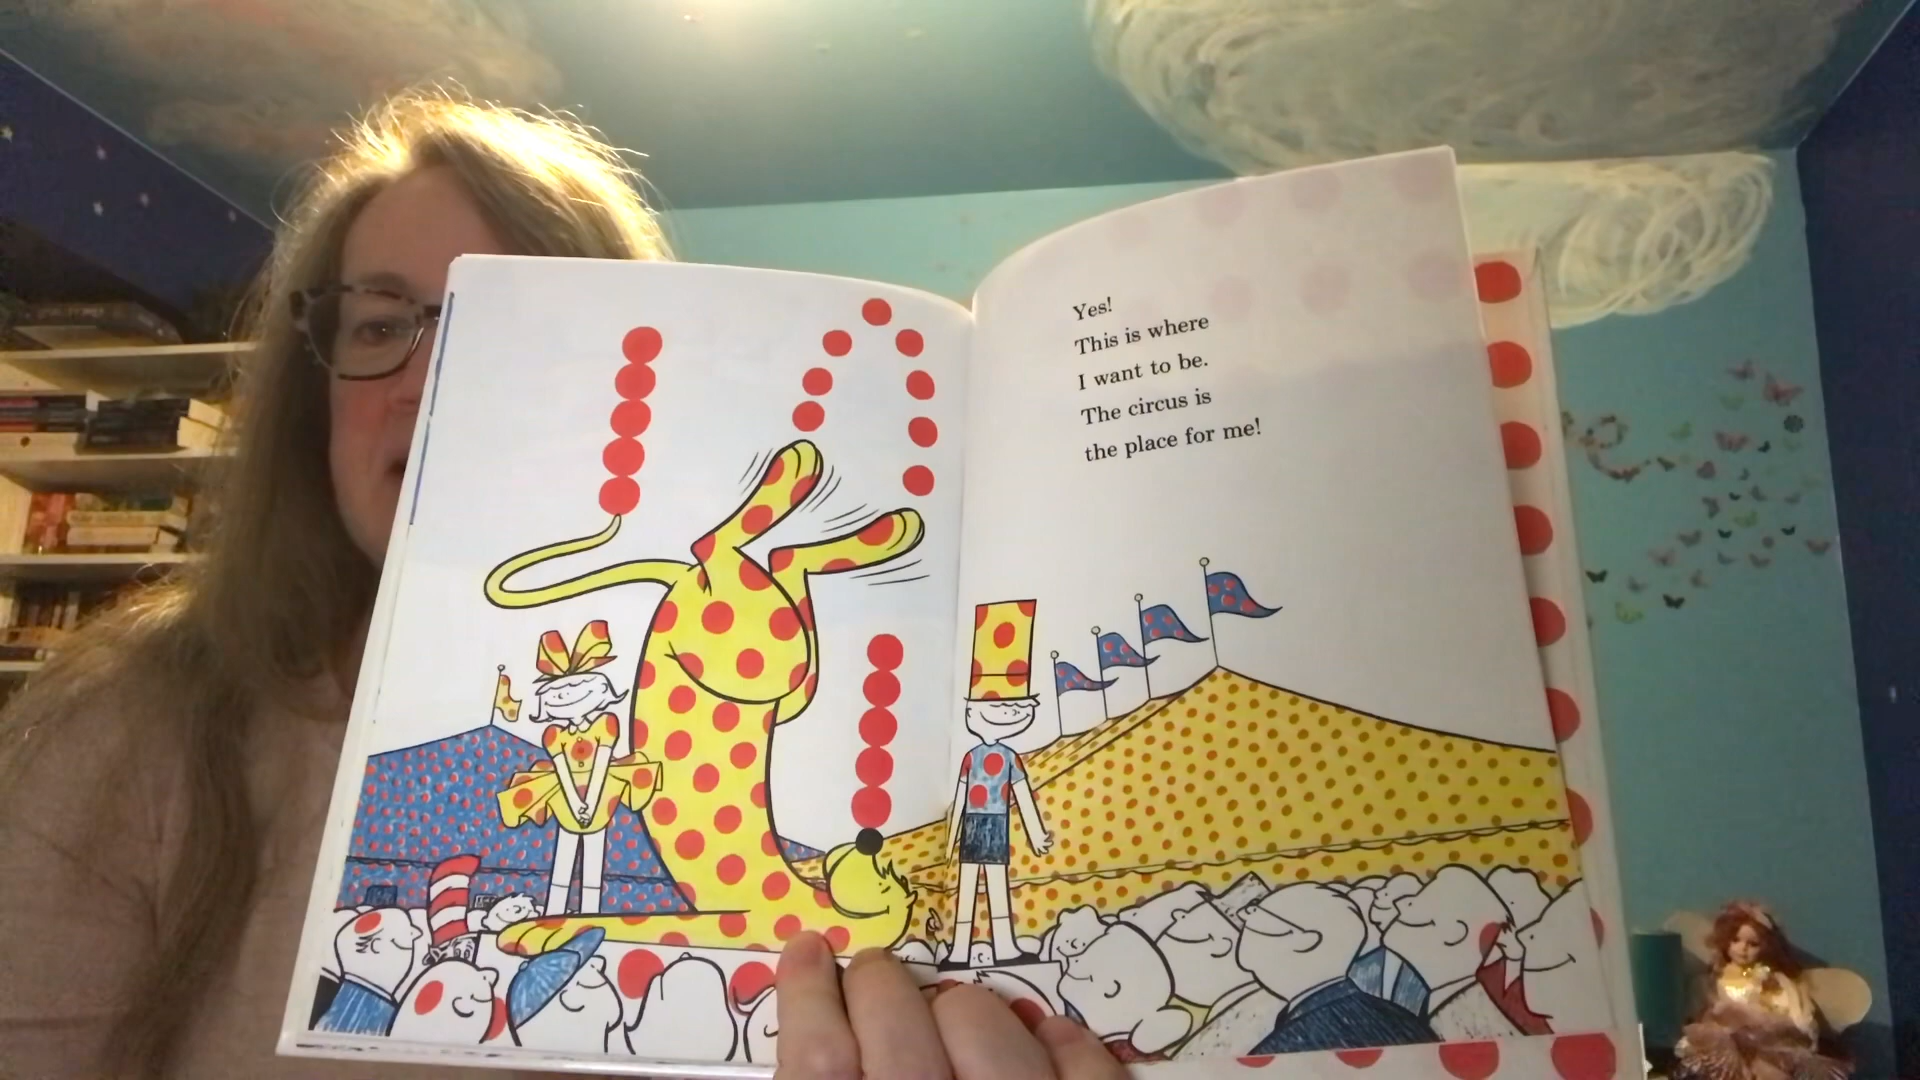 Yes!
This is where
I want to be.
The circus is
the place for me!